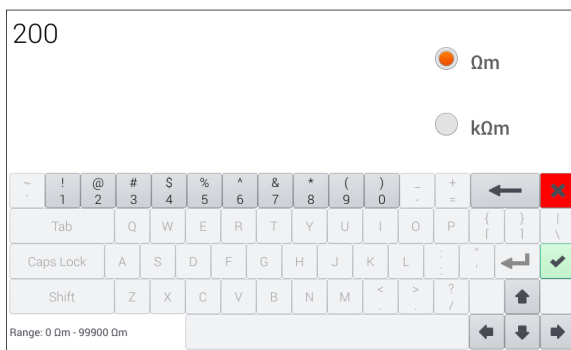 200
Ωm
kΩm
~ ! @ # $ % ^ & * ( ) _ +
` 1 2 3 4 5 6 7 8 9 0 - =
Tab Q W E R T Y U I O P { } |
[ ] \
Caps Lock A S D F G H J K L : "
; '
Shift Z X C V B N M < > ?
, . /
Range: 0 Ωm - 99900 Ωm